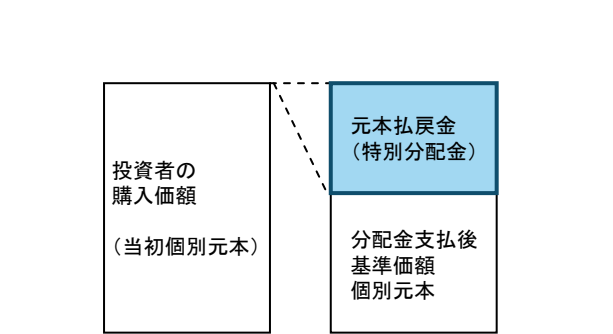 投資者の
購入価額
（当初個別元本）
元本払戻金
（特別分配金）
分配金支払後
基準価額
個別元本